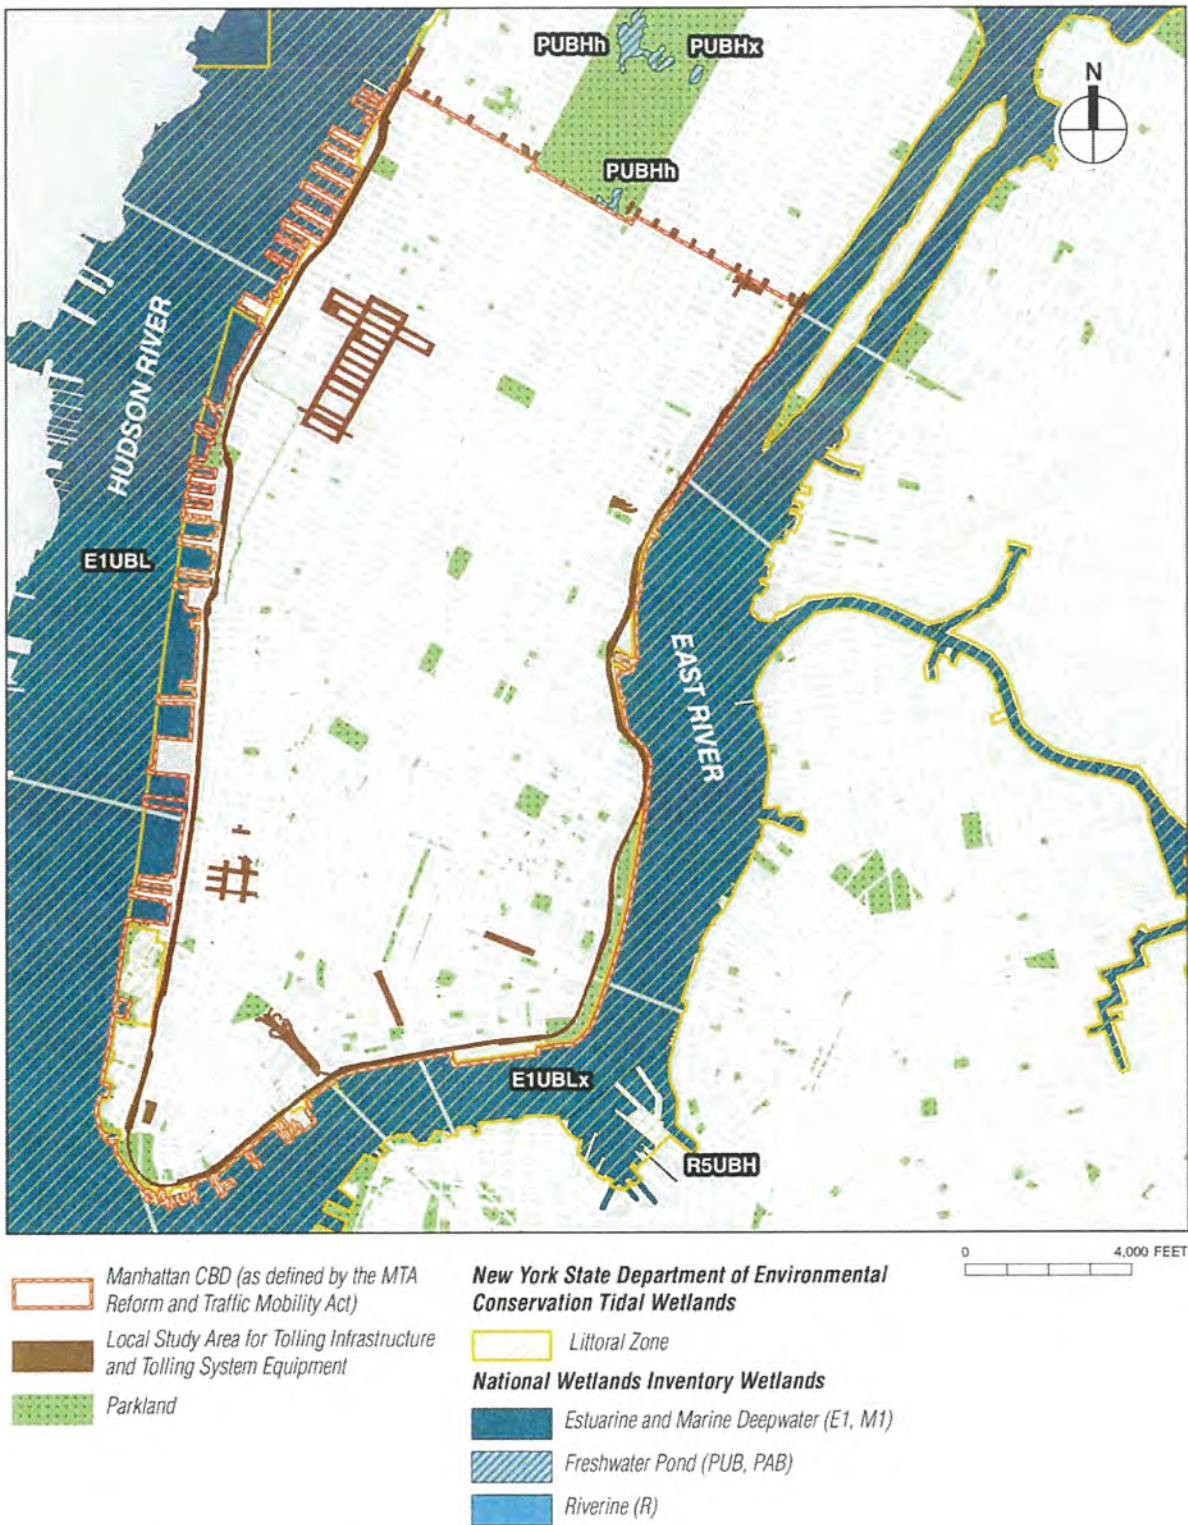 PUBHh
PUBHx
N
PUBHh
HUDSON RIVER
E1UBL
EAST RIVER
E1UBLx
R5UBH
0 4,000 FEET
Manhattan CBD (as defined by the MTA
Reform and Traffic Mobility Act)
Local Study Area for Tolling Infrastructure
and Tolling System Equipment
Parkland
New York State Department of Environmental
Conservation Tidal Wetlands
Littoral Zone
National Wetlands Inventory Wetlands
Estuarine and Marine Deepwater (E1, M1)
Freshwater Pond (PUB, PAB)
Riverine (R)